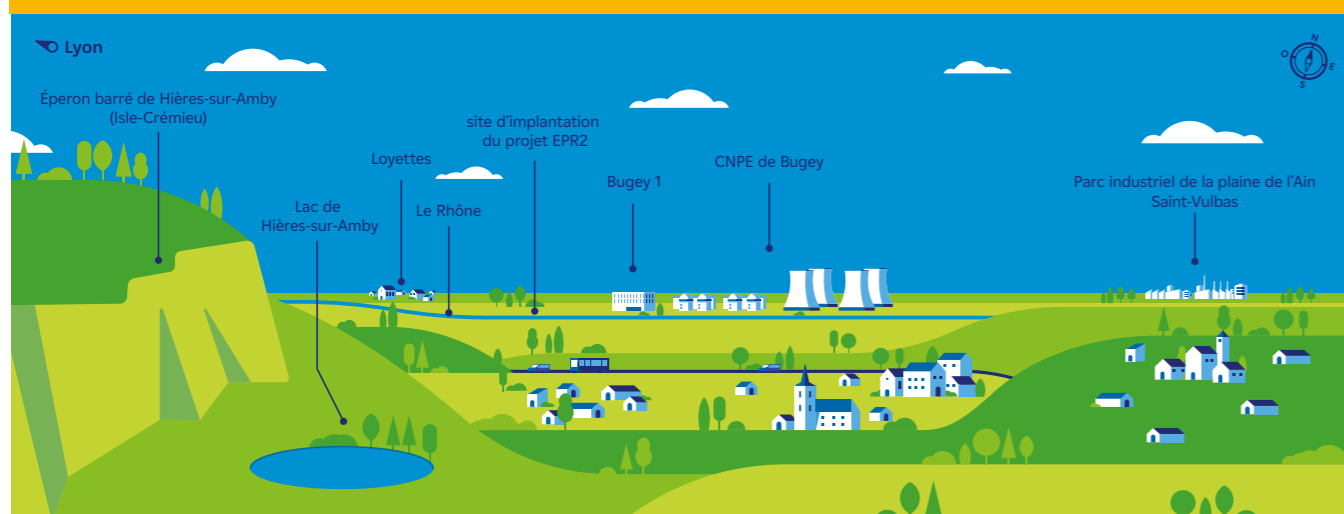 Lyon
N
O
E
S
Éperon barré de Hières-sur-Amby
(Isle-Crémieu)
site d'implantation
du projet EPR2
Loyettes
Bugey 1
CNPE de Bugey
Parc industriel de la plaine de l'Ain
Saint-Vulbas
Lac de
Hières-sur-Amby
Le Rhône